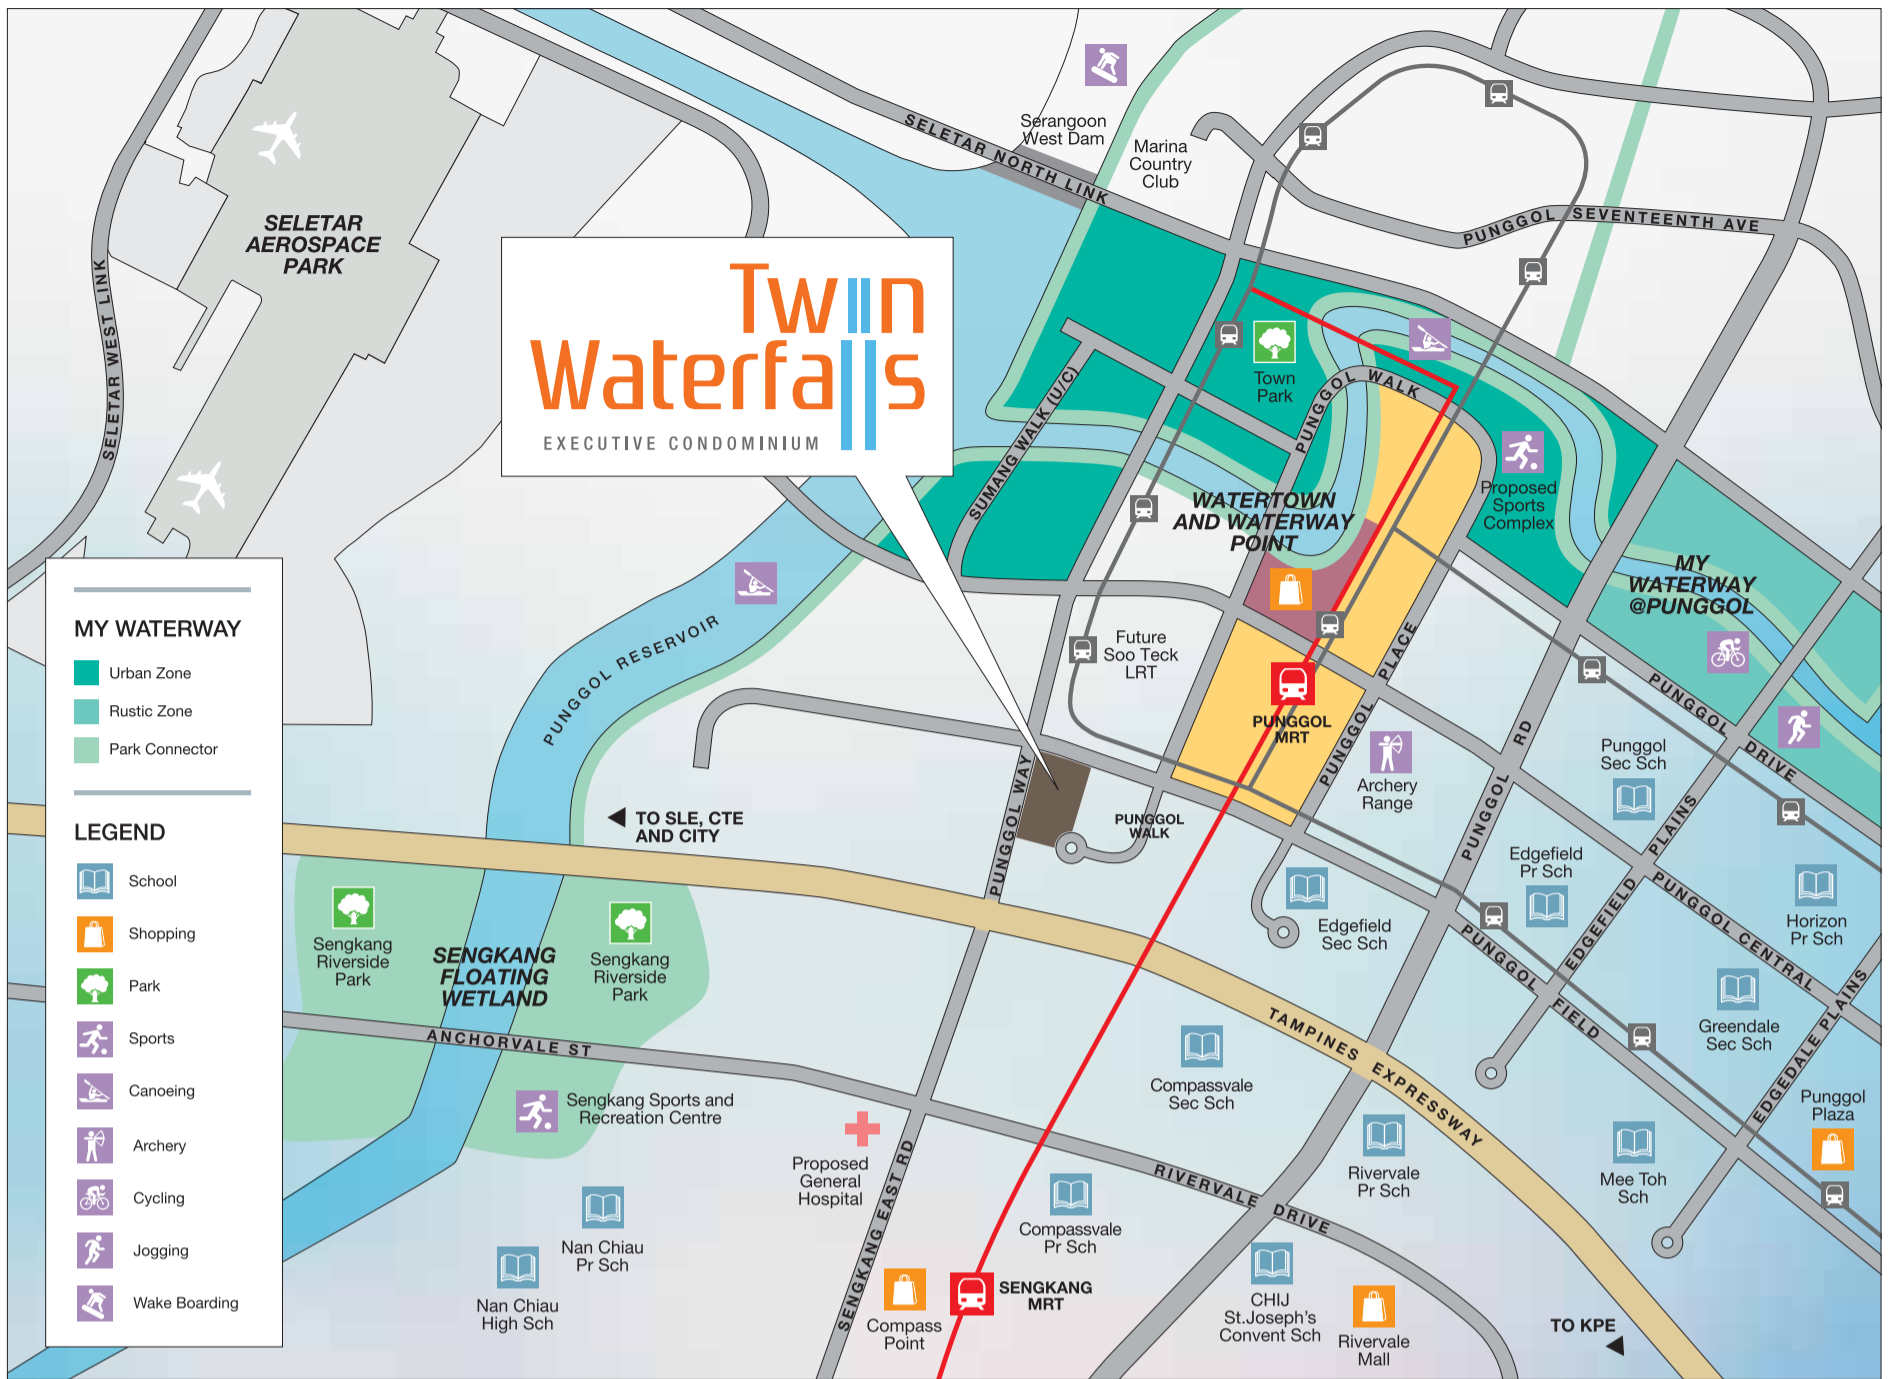 SELETAR NORTH LINK
Serangoon
West Dam
Marina
Country
Club
PUNGGOL SEVENTEENTH AVE
SELETAR
AEROSPACE
PARK
SELETAR WEST LINK
Twin
Waterfalls
EXECUTIVE CONDOMINIUM
Town
Park
PUNGGOL WALK
SUMANG WALK (U/C)
WATERTOWN
AND WATERWAY
POINT
Proposed
Sports
Complex
MY
WATERWAY
@PUNGGOL
PUNGGOL RESERVOIR
Future
Soo Teck
LRT
PUNGGOL
MRT
PUNGGOL PLACE
PUNGGOL RD
PUNGGOL DRIVE
Archery
Range
Punggol
Sec Sch
PUNGGOL WAY
PUNGGOL
WALK
TO SLE, CTE
AND CITY
Edgefield
Sec Sch
Edgefield
Pr Sch
EDGEFIELD PLAINS
PUNGGOL CENTRAL
Horizon
Pr Sch
PUNGGOL FIELD
Greendale
Sec Sch
EDGEDALE PLAINS
Punggol
Plaza
Mee Toh
Sch
Sengkang
Riverside
Park
SENGKANG
FLOATING
WETLAND
Sengkang
Riverside
Park
ANCHORVALE ST
TAMPINES EXPRESSWAY
Compassvale
Sec Sch
Rivervale
Pr Sch
Sengkang Sports and
Recreation Centre
Proposed
General
Hospital
SENGKANG EAST RD
RIVERVALE DRIVE
Compassvale
Pr Sch
Nan Chiau
Pr Sch
Nan Chiau
High Sch
Compass
Point
SENGKANG
MRT
CHIJ
St.Joseph's
Convent Sch
Rivervale
Mall
TO KPE
MY WATERWAY
Urban Zone
Rustic Zone
Park Connector
LEGEND
School
Shopping
Park
Sports
Canoeing
Archery
Cycling
Jogging
Wake Boarding